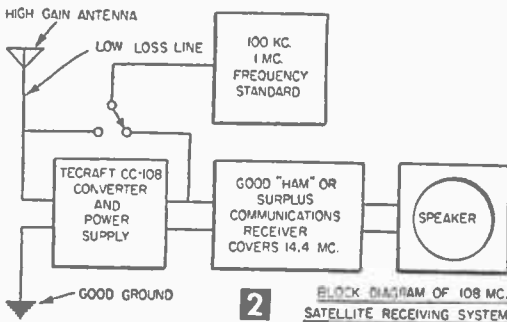 HIGH GAIN ANTENNA
LOW LOSS LINE
100 KC.
1 MC.
FREQUENCY
STANDARD
TECRAFT CC-108
CONVERTER
AND
POWER
SUPPLY
GOOD "HAM" OR
SURPLUS
COMMUNICATIONS
RECEIVER
COVERS 14.4 MC.
SPEAKER
GOOD GROUND
2
BLOCK DIAGRAM OF 108 MC.
SATELLITE RECEIVING SYSTEM